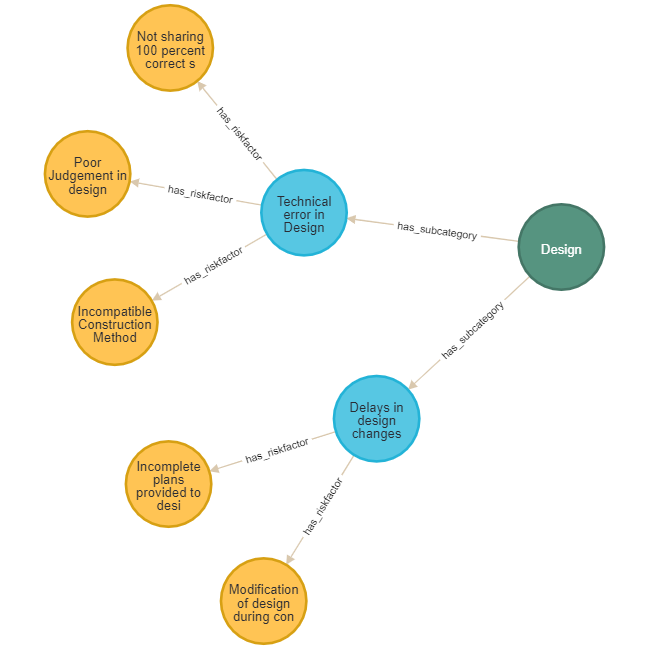 Not sharing
100 percent
correct s
has_riskfactor
Poor
Judgement in
design
has_riskfactor
Technical
error in
Design
has_subcategory
Design
has_riskfactor
Incompatible
Construction
Method
has_subcategory
Delays in
design
changes
has_riskfactor
Incomplete
plans
provided to
desi
has_riskfactor
Modification
of design
during con